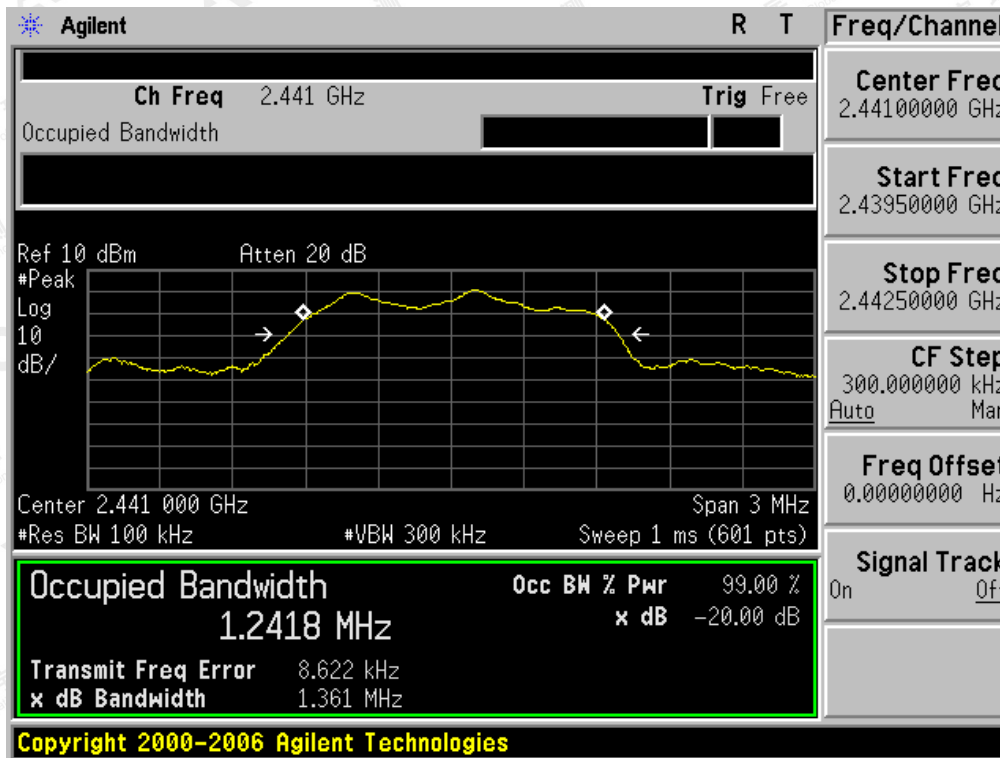 Agilent R T
Freq/Channel
Ch Freq 2.441 GHz Trig Free
Occupied Bandwidth
Center Freq
2.44100000 GHz
Start Freq
2.43950000 GHz
Stop Freq
2.44250000 GHz
CF Step
300.000000 kHz
Auto Man
Freq Offset
0.00000000 Hz
Signal Track
On Off
Ref 10 dBm Atten 20 dB
#Peak
Log
10
dB/
Center 2.441 000 GHz Span 3 MHz
#Res BW 100 kHz #VBW 300 kHz Sweep 1 ms (601 pts)
Occupied Bandwidth
1.2418 MHz
Occ BW % Pwr 99.00 %
x dB -20.00 dB
Transmit Freq Error 8.622 kHz
x dB Bandwidth 1.361 MHz
Copyright 2000-2006 Agilent Technologies